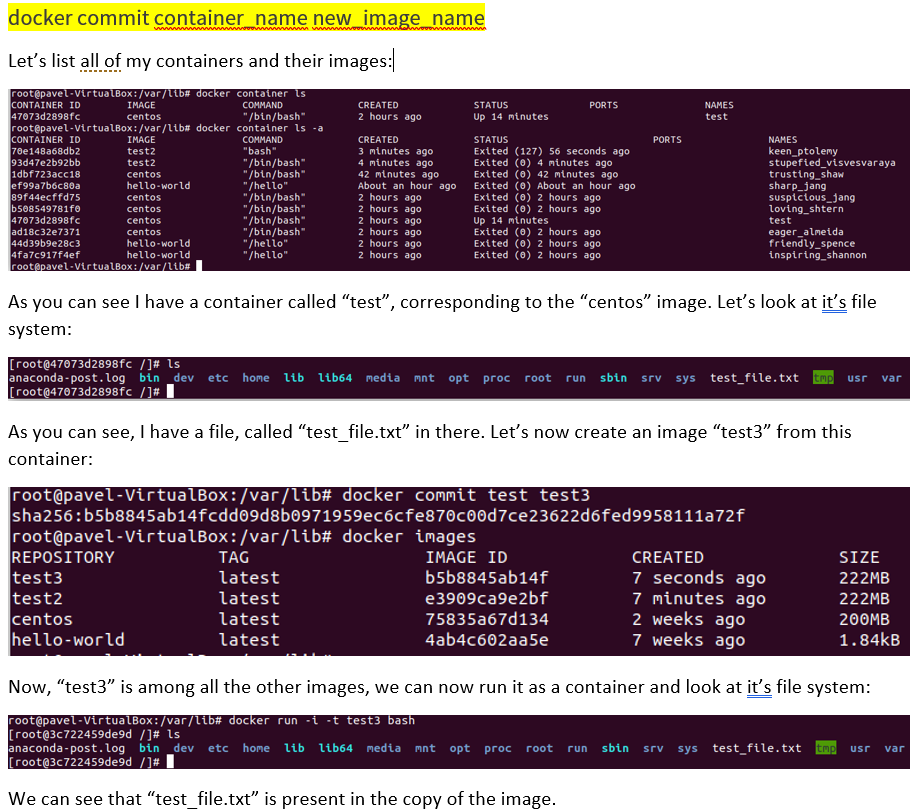 docker commit container_name new_image_name
Let’s list all of my containers and their images:
root@pavel-VirtualBox:/var/lib# docker container ls
CONTAINER ID IMAGE COMMAND CREATED STATUS PORTS NAMES
47073d2898fc centos "/bin/bash" 2 hours ago Up 14 minutes test
root@pavel-VirtualBox:/var/lib# docker container ls -a
CONTAINER ID IMAGE COMMAND CREATED STATUS PORTS NAMES
70e148a68db2 test2 "bash" 3 minutes ago Exited (127) 56 seconds ago keen_ptolemy
93d47e2b92bb test2 "/bin/bash" 4 minutes ago Exited (0) 4 minutes ago stupefied_visvesvaraya
1dbf723acc18 centos "/bin/bash" 42 minutes ago Exited (0) 42 minutes ago trusting_shaw
ef99a7b6c80a hello-world "/hello" About an hour ago Exited (0) About an hour ago sharp_jang
89f44ecffd75 centos "/bin/bash" 2 hours ago Exited (0) 2 hours ago suspicious_jang
b508549781f0 centos "/bin/bash" 2 hours ago Exited (0) 2 hours ago loving_shtern
47073d2898fc centos "/bin/bash" 2 hours ago Up 14 minutes test
ad18c32e7371 centos "/bin/bash" 2 hours ago Exited (0) 2 hours ago eager_almeida
44d39b9e28c3 hello-world "/hello" 2 hours ago Exited (0) 2 hours ago friendly_spence
4fa7c917f4ef hello-world "/hello" 2 hours ago Exited (0) 2 hours ago inspiring_shannon
root@pavel-VirtualBox:/var/lib#
As you can see I have a container called “test”, corresponding to the “centos” image. Let’s look at it’s file
system:
[root@47073d2898fc /]# ls
anaconda-post.log bin dev etc home lib lib64 media mnt opt proc root run sbin srv sys test_file.txt tmp usr var
[root@47073d2898fc /]#
As you can see, I have a file, called “test_file.txt” in there. Let’s now create an image “test3” from this
container:
root@pavel-VirtualBox:/var/lib# docker commit test test3
sha256:b5b8845ab14fcdd09d8b0971959ec6cfe870c00d7ce23622d6fed9958111a72f
root@pavel-VirtualBox:/var/lib# docker images
REPOSITORY TAG IMAGE ID CREATED SIZE
test3 latest b5b8845ab14f 7 seconds ago 222MB
test2 latest e3909ca9e2bf 7 minutes ago 222MB
centos latest 75835a67d134 2 weeks ago 200MB
hello-world latest 4ab4c602aa5e 7 weeks ago 1.84kB
Now, “test3” is among all the other images, we can now run it as a container and look at it’s file system:
root@pavel-VirtualBox:/var/lib# docker run -i -t test3 bash
[root@3c722459de9d /]# ls
anaconda-post.log bin dev etc home lib lib64 media mnt opt proc root run sbin srv sys test_file.txt tmp usr var
[root@3c722459de9d /]#
We can see that “test_file.txt” is present in the copy of the image.